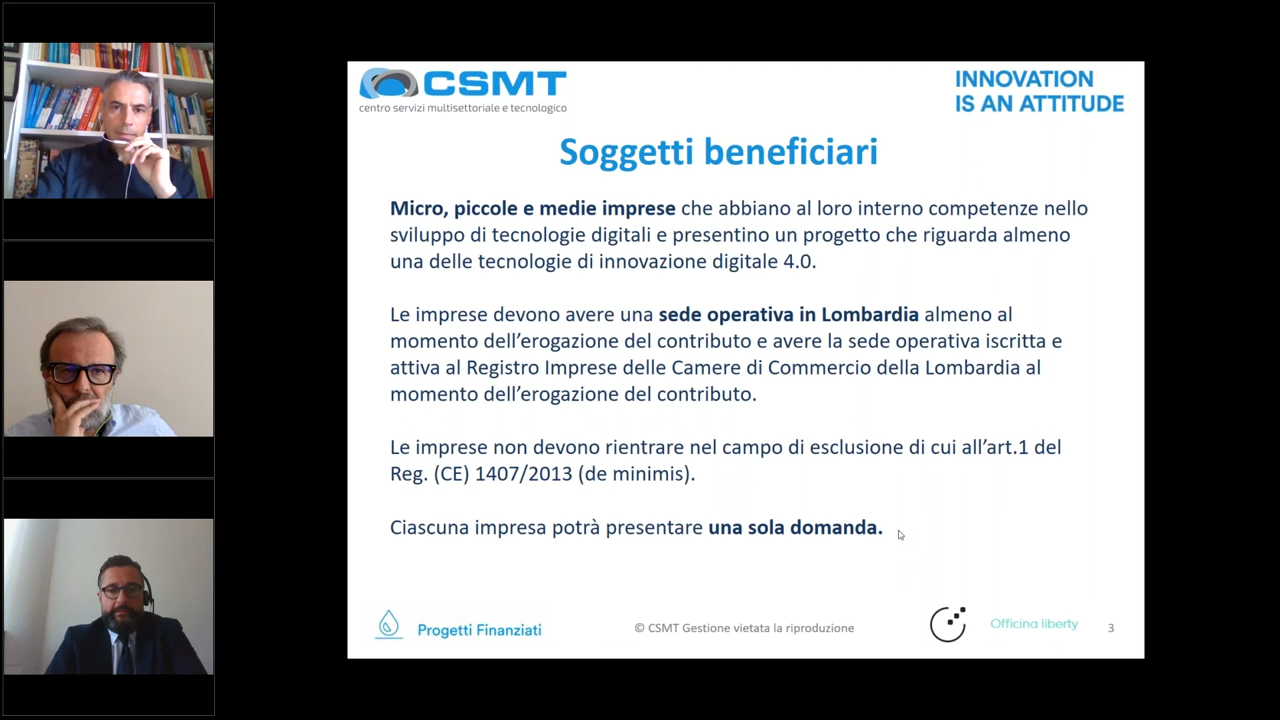 CSMT
centro servizi multisettoriale e tecnologico
INNOVATION
IS AN ATTITUDE
Soggetti beneficiari
Micro, piccole e medie imprese che abbiano al loro interno competenze nello
sviluppo di tecnologie digitali e presentino un progetto che riguarda almeno
una delle tecnologie di innovazione digitale 4.0.
Le imprese devono avere una sede operativa in Lombardia almeno al
momento dell’erogazione del contributo e avere la sede operativa iscritta e
attiva al Registro Imprese delle Camere di Commercio della Lombardia al
momento dell’erogazione del contributo.
Le imprese non devono rientrare nel campo di esclusione di cui all’art.1 del
Reg. (CE) 1407/2013 (de minimis).
Ciascuna impresa potrà presentare una sola domanda.
Progetti Finanziati
© CSMT Gestione vietata la riproduzione
Officina liberty
3